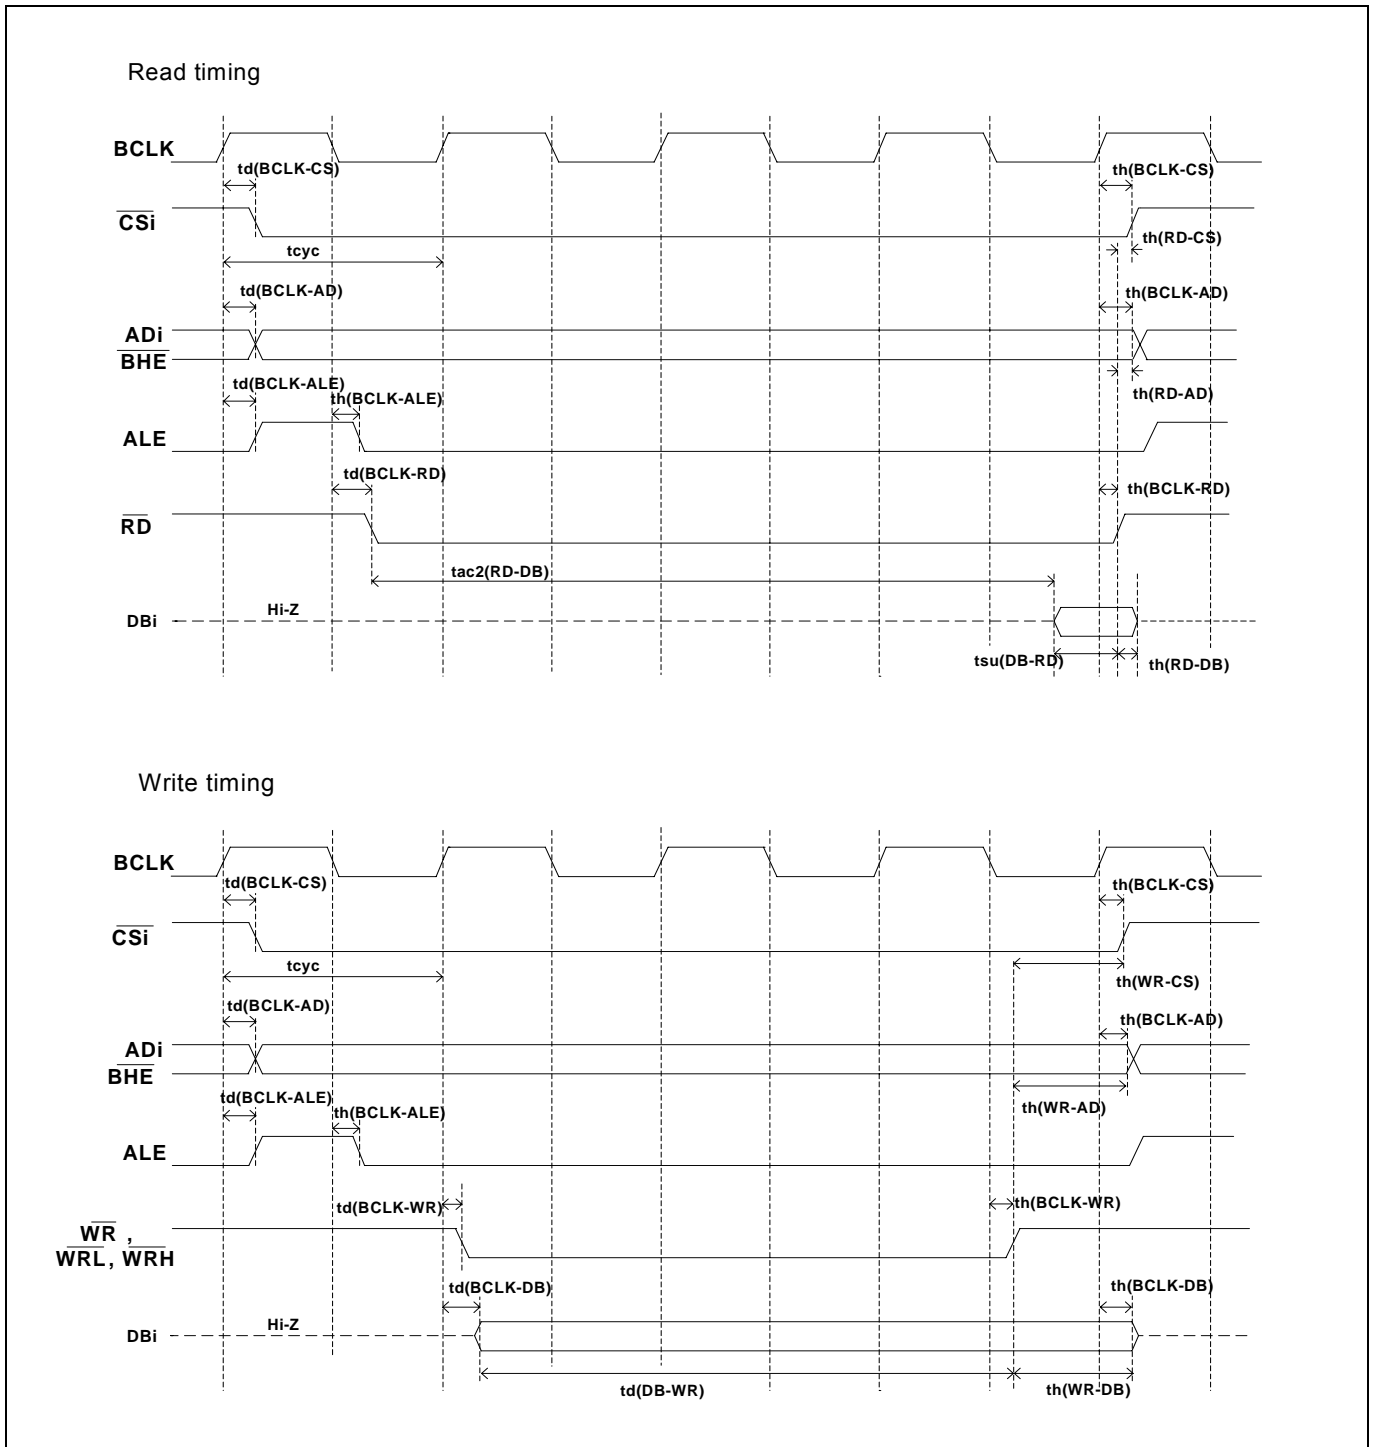 Read timing
BCLK
td(BCLK-CS)
th(BCLK-CS)
CSi
th(RD-CS)
tcyc
td(BCLK-AD)
th(BCLK-AD)
ADi
BHE
td(BCLK-ALE)
th(BCLK-ALE)
th(RD-AD)
ALE
td(BCLK-RD)
th(BCLK-RD)
RD
tac2(RD-DB)
Hi-Z
DBi
tsu(DB-RD)
th(RD-DB)
Write timing
BCLK
td(BCLK-CS)
th(BCLK-CS)
CSi
tcyc
th(WR-CS)
td(BCLK-AD)
th(BCLK-AD)
ADi
BHE
td(BCLK-ALE)
th(BCLK-ALE)
th(WR-AD)
ALE
td(BCLK-WR)
th(BCLK-WR)
WR ,
WRL, WRH
td(BCLK-DB)
th(BCLK-DB)
Hi-Z
DBi
td(DB-WR)
th(WR-DB)